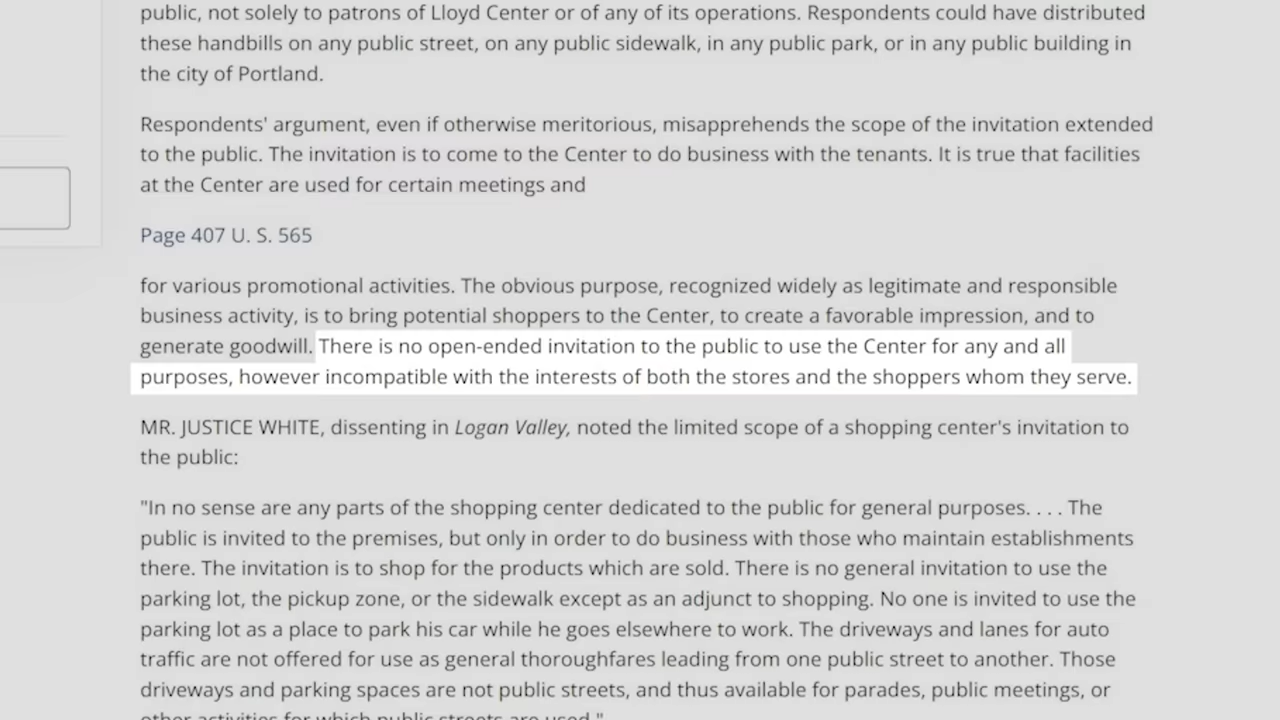 public, not solely to patrons of Lloyd Center or of any of its operations. Respondents could have distributed
these handbills on any public street, on any public sidewalk, in any public park, or in any public building in
the city of Portland.
Respondents' argument, even if otherwise meritorious, misapprehends the scope of the invitation extended
to the public. The invitation is to come to the Center to do business with the tenants. It is true that facilities
at the Center are used for certain meetings and
Page 407 U. S. 565
for various promotional activities. The obvious purpose, recognized widely as legitimate and responsible
business activity, is to bring potential shoppers to the Center, to create a favorable impression, and to
generate goodwill. There is no open-ended invitation to the public to use the Center for any and all
purposes, however incompatible with the interests of both the stores and the shoppers whom they serve.
MR. JUSTICE WHITE, dissenting in Logan Valley, noted the limited scope of a shopping center's invitation to
the public:
"In no sense are any parts of the shopping center dedicated to the public for general purposes. . . . The
public is invited to the premises, but only in order to do business with those who maintain establishments
there. The invitation is to shop for the products which are sold. There is no general invitation to use the
parking lot, the pickup zone, or the sidewalk except as an adjunct to shopping. No one is invited to use the
parking lot as a place to park his car while he goes elsewhere to work. The driveways and lanes for auto
traffic are not offered for use as general thoroughfares leading from one public street to another. Those
driveways and parking spaces are not public streets, and thus available for parades, public meetings, or
other activities for which public streets are used."